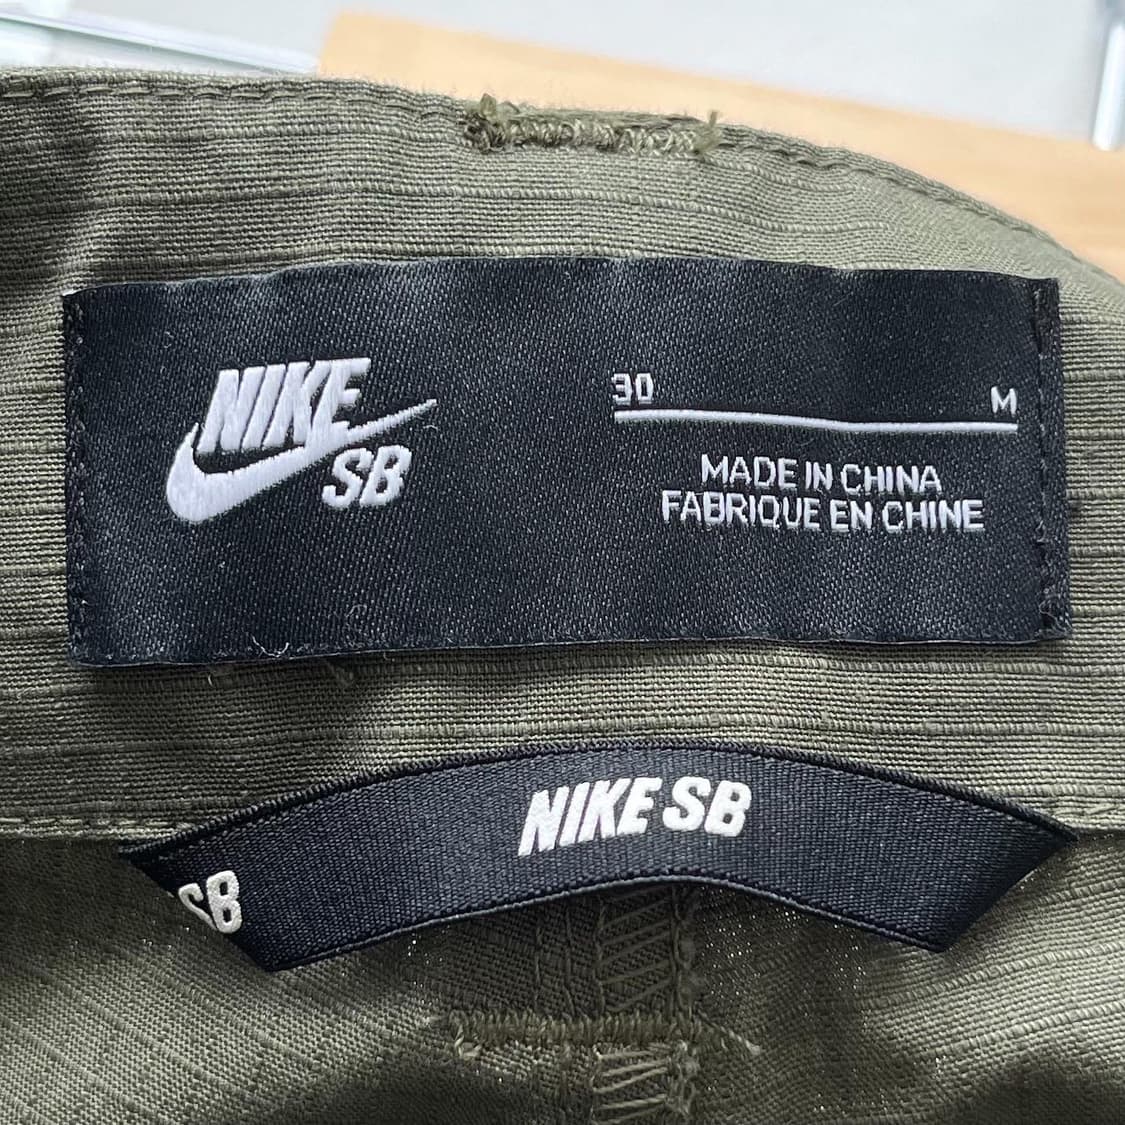 NIKE
SB
30 M
MADE IN CHINA
FABRIQUE EN CHINE
NIKE SB
SB